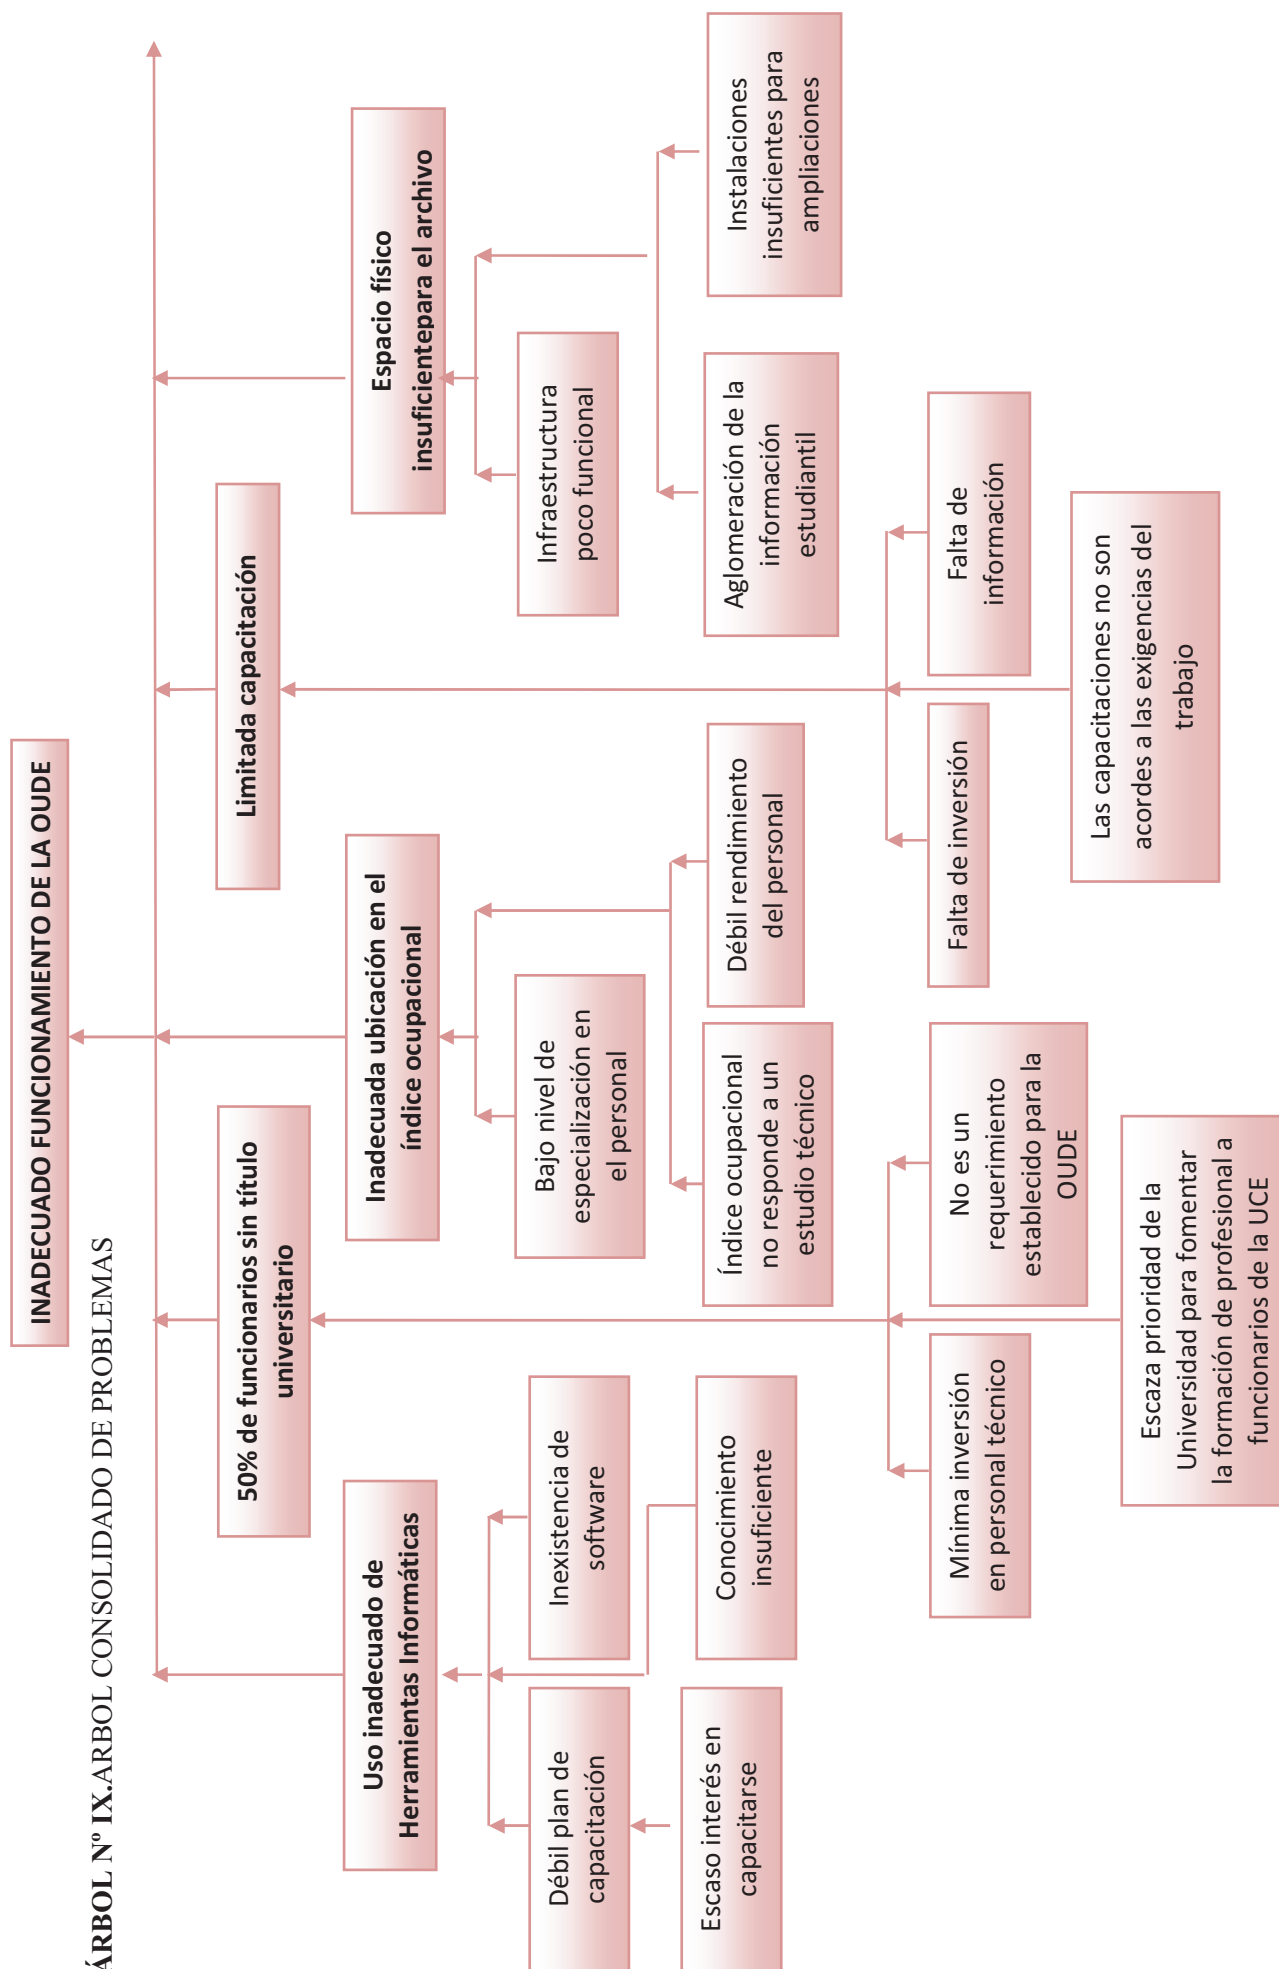 ÁRBOL Nº IX.ARBOL CONSOLIDADO DE PROBLEMAS
INADECUADO FUNCIONAMIENTO DE LA OUDE
50% de funcionarios sin título
universitario
Limitada capacitación
Uso inadecuado de
Herramientas Informáticas
Inadecuada ubicación en el
índice ocupacional
Espacio físico
insuficientepara el archivo
Débil plan de
capacitación
Inexistencia de
software
Bajo nivel de
especialización en
el personal
Infraestructura
poco funcional
Escaso interés en
capacitarse
Conocimiento
insuficiente
Índice ocupacional
no responde a un
estudio técnico
Débil rendimiento
del personal
Aglomeración de la
información
estudiantil
Instalaciones
insuficientes para
ampliaciones
Mínima inversión
en personal técnico
No es un
requerimiento
establecido para la
OUDE
Falta de inversión
Falta de
información
Escaza prioridad de la
Universidad para fomentar
la formación de profesional a
funcionarios de la UCE
Las capacitaciones no son
acordes a las exigencias del
trabajo